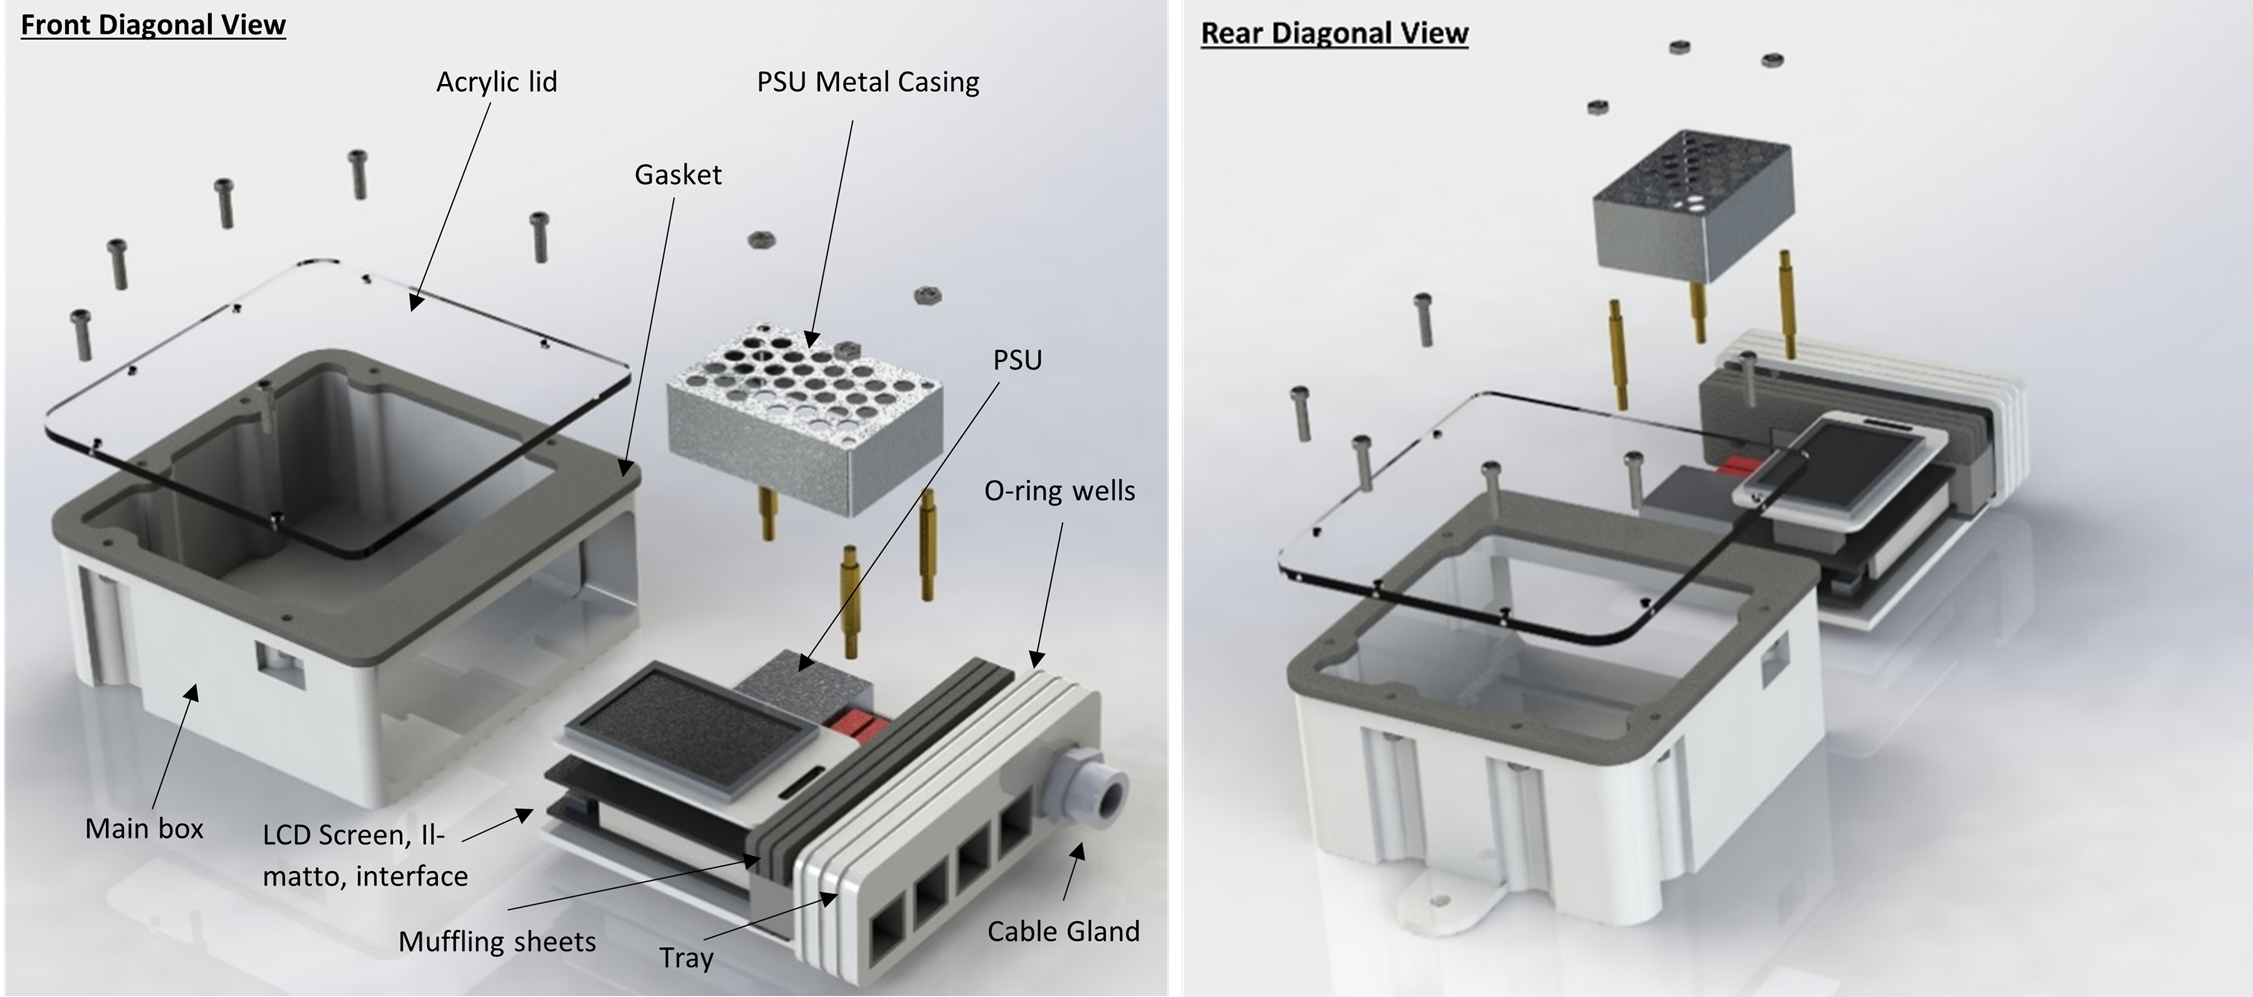 Front Diagonal View
Rear Diagonal View
Acrylic lid
PSU Metal Casing
Gasket
PSU
O-ring wells
Main box
LCD Screen, Il-
matto, interface
Muffling sheets
Tray
Cable Gland